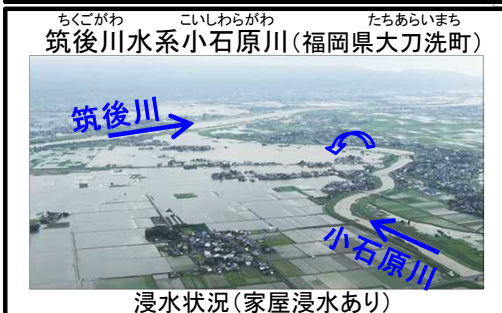 ちくごがわ こいしわらがわ たちあらいまち
筑後川水系小石原川(福岡県大刀洗町)
筑後川
小石原川
浸水状況(家屋浸水あり)